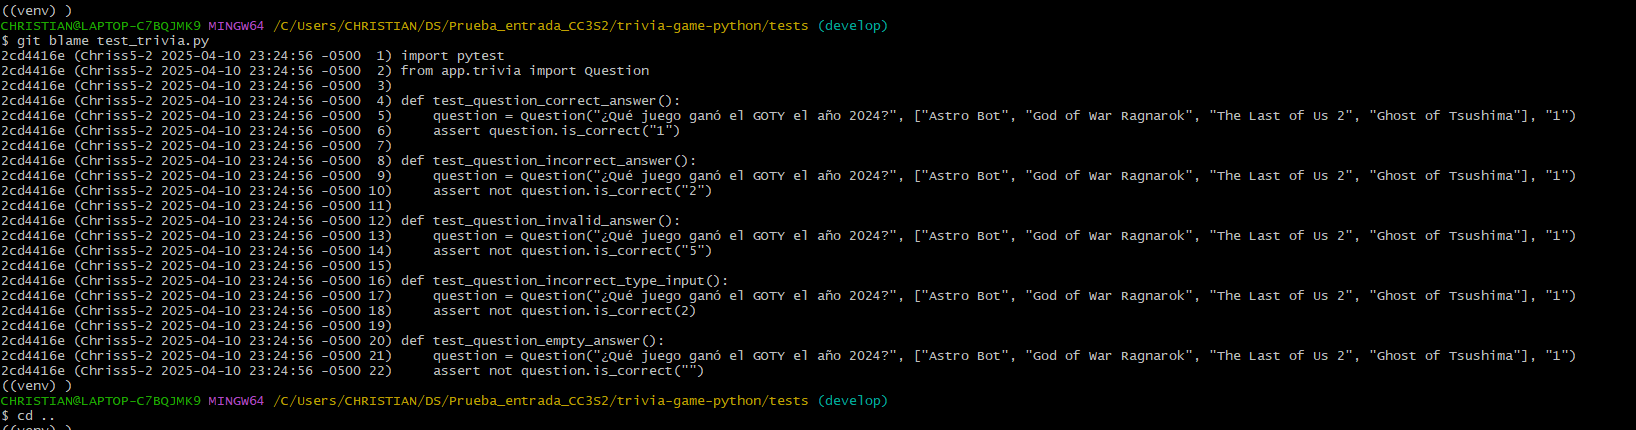 ((venv) )
CHRISTIAN@LAPTOP-C7BQJMK9 MINGW64 /C/Users/CHRISTIAN/DS/Prueba_entrada_CC3S2/trivia-game-python/tests (develop)
$ git blame test_trivia.py
2cd4416e (Chriss5-2 2025-04-10 23:24:56 -0500  1) import pytest
2cd4416e (Chriss5-2 2025-04-10 23:24:56 -0500  2) from app.trivia import Question
2cd4416e (Chriss5-2 2025-04-10 23:24:56 -0500  3)
2cd4416e (Chriss5-2 2025-04-10 23:24:56 -0500  4) def test_question_correct_answer():
2cd4416e (Chriss5-2 2025-04-10 23:24:56 -0500  5)     question = Question("¿Qué juego ganó el GOTY el año 2024?", ["Astro Bot", "God of War Ragnarok", "The Last of Us 2", "Ghost of Tsushima"], "1")
2cd4416e (Chriss5-2 2025-04-10 23:24:56 -0500  6)     assert question.is_correct("1")
2cd4416e (Chriss5-2 2025-04-10 23:24:56 -0500  7)
2cd4416e (Chriss5-2 2025-04-10 23:24:56 -0500  8) def test_question_incorrect_answer():
2cd4416e (Chriss5-2 2025-04-10 23:24:56 -0500  9)     question = Question("¿Qué juego ganó el GOTY el año 2024?", ["Astro Bot", "God of War Ragnarok", "The Last of Us 2", "Ghost of Tsushima"], "1")
2cd4416e (Chriss5-2 2025-04-10 23:24:56 -0500 10)     assert not question.is_correct("2")
2cd4416e (Chriss5-2 2025-04-10 23:24:56 -0500 11)
2cd4416e (Chriss5-2 2025-04-10 23:24:56 -0500 12) def test_question_invalid_answer():
2cd4416e (Chriss5-2 2025-04-10 23:24:56 -0500 13)     question = Question("¿Qué juego ganó el GOTY el año 2024?", ["Astro Bot", "God of War Ragnarok", "The Last of Us 2", "Ghost of Tsushima"], "1")
2cd4416e (Chriss5-2 2025-04-10 23:24:56 -0500 14)     assert not question.is_correct("5")
2cd4416e (Chriss5-2 2025-04-10 23:24:56 -0500 15)
2cd4416e (Chriss5-2 2025-04-10 23:24:56 -0500 16) def test_question_incorrect_type_input():
2cd4416e (Chriss5-2 2025-04-10 23:24:56 -0500 17)     question = Question("¿Qué juego ganó el GOTY el año 2024?", ["Astro Bot", "God of War Ragnarok", "The Last of Us 2", "Ghost of Tsushima"], "1")
2cd4416e (Chriss5-2 2025-04-10 23:24:56 -0500 18)     assert not question.is_correct(2)
2cd4416e (Chriss5-2 2025-04-10 23:24:56 -0500 19)
2cd4416e (Chriss5-2 2025-04-10 23:24:56 -0500 20) def test_question_empty_answer():
2cd4416e (Chriss5-2 2025-04-10 23:24:56 -0500 21)     question = Question("¿Qué juego ganó el GOTY el año 2024?", ["Astro Bot", "God of War Ragnarok", "The Last of Us 2", "Ghost of Tsushima"], "1")
2cd4416e (Chriss5-2 2025-04-10 23:24:56 -0500 22)     assert not question.is_correct("")
((venv) )
CHRISTIAN@LAPTOP-C7BQJMK9 MINGW64 /C/Users/CHRISTIAN/DS/Prueba_entrada_CC3S2/trivia-game-python/tests (develop)
$ cd ..
((venv) )